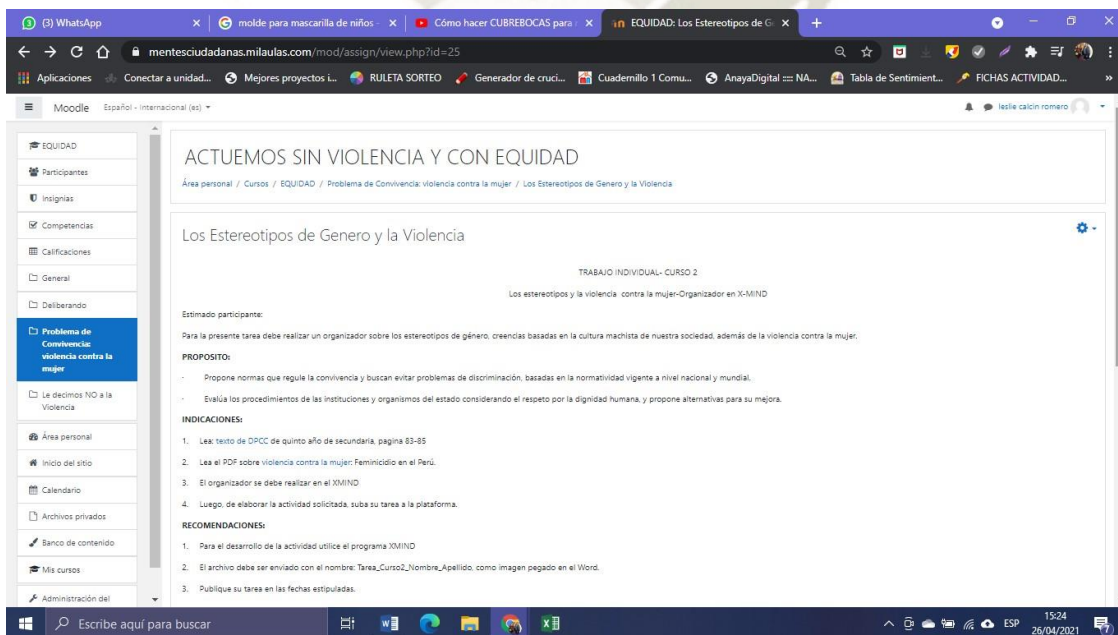 (3) WhatsApp
molde para mascarilla de niños -
Cómo hacer CUBREBOCAS para
EQUIDAD: Los Estereotipos de G
mentesciudadanas.milaulas.com/mod/assign/view.php?id=25
Aplicaciones
Conectar a unidad...
Mejores proyectos i...
RULETA SORTEO
Generador de cruci...
Cuadernillo 1 Comu...
AnayaDigital :::: NA...
Tabla de Sentimient...
FICHAS ACTIVIDAD...
»
Moodle Español - Internacional (es)
leslie calcin romero
EQUIDAD
Participantes
Insignias
Competencias
Calificaciones
General
Deliberando
Problema de
Convivencia:
violencia contra la
mujer
Le decimos NO a la
Violencia
Área personal
Inicio del sitio
Calendario
Archivos privados
Banco de contenido
Mis cursos
Administración del
ACTUEMOS SIN VIOLENCIA Y CON EQUIDAD
Área personal / Cursos / EQUIDAD / Problema de Convivencia: violencia contra la mujer / Los Estereotipos de Genero y la Violencia
Los Estereotipos de Genero y la Violencia
TRABAJO INDIVIDUAL- CURSO 2
Los estereotipos y la violencia contra la mujer-Organizador en X-MIND
Estimado participante:
Para la presente tarea debe realizar un organizador sobre los estereotipos de género, creencias basadas en la cultura machista de nuestra sociedad, además de la violencia contra la mujer.
PROPOSITO:
- Propone normas que regule la convivencia y buscan evitar problemas de discriminación, basadas en la normatividad vigente a nivel nacional y mundial.
- Evalúa los procedimientos de las instituciones y organismos del estado considerando el respeto por la dignidad humana, y propone alternativas para su mejora.
INDICACIONES:
1. Lea: texto de DPCC de quinto año de secundaria, pagina 83-85
2. Lea el PDF sobre violencia contra la mujer: Feminicidio en el Perú.
3. El organizador se debe realizar en el XMIND
4. Luego, de elaborar la actividad solicitada, suba su tarea a la plataforma.
RECOMENDACIONES:
1. Para el desarrollo de la actividad utilice el programa XMIND
2. El archivo debe ser enviado con el nombre: Tarea_Curso2_Nombre_Apellido, como imagen pegado en el Word.
3. Publique su tarea en las fechas estipuladas.
Escribe aquí para buscar
ESP
15:24
26/04/2021